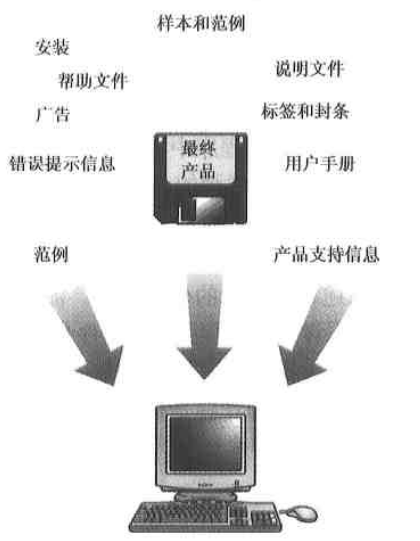 样本和范例
安装
帮助文件
说明文件
广告
标签和封条
最终
产品
错误提示信息
用户手册
范例
产品支持信息